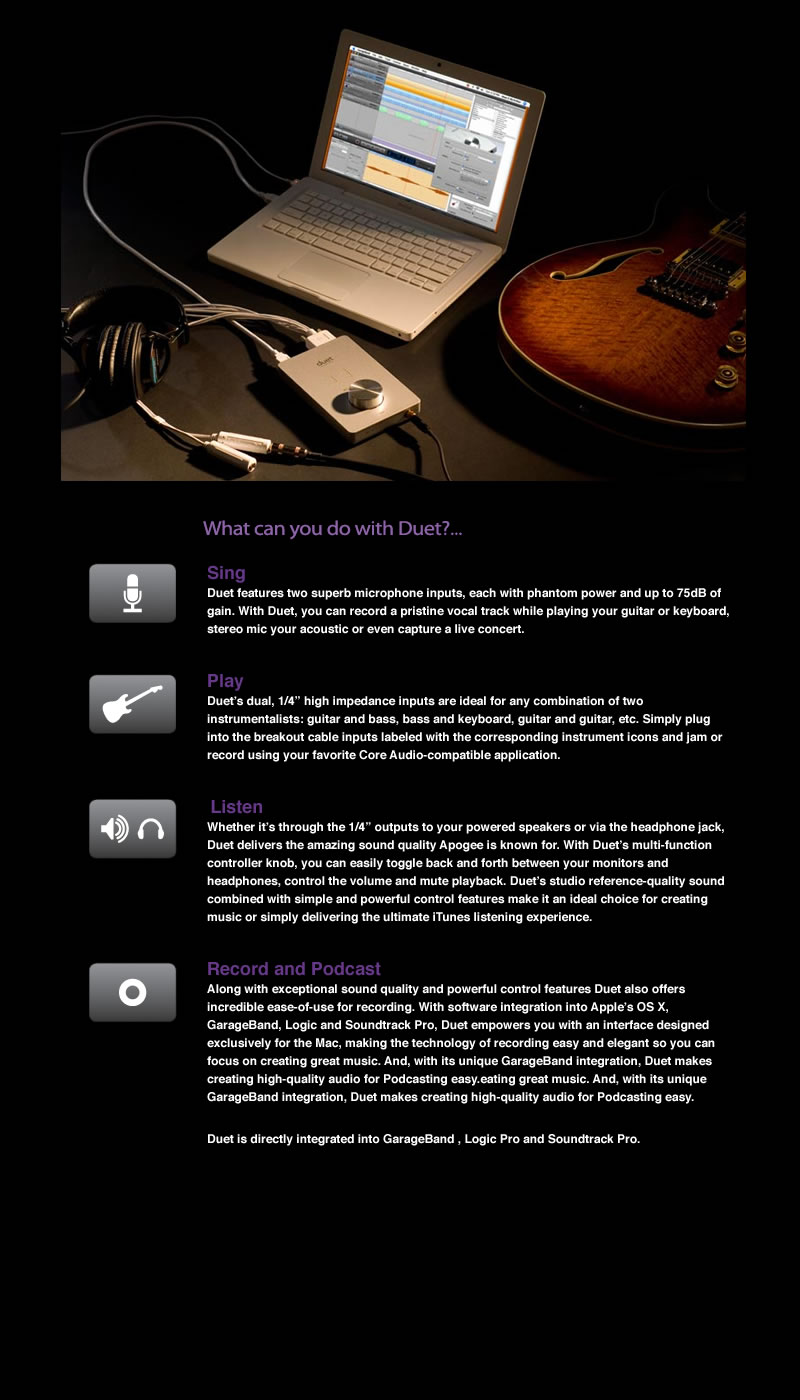 duet
What can you do with Duet?...
Sing
Duet features two superb microphone inputs, each with phantom power and up to 75dB of
gain. With Duet, you can record a pristine vocal track while playing your guitar or keyboard,
stereo mic your acoustic or even capture a live concert.
Play
Duet’s dual, 1/4” high impedance inputs are ideal for any combination of two
instrumentalists: guitar and bass, bass and keyboard, guitar and guitar, etc. Simply plug
into the breakout cable inputs labeled with the corresponding instrument icons and jam or
record using your favorite Core Audio-compatible application.
Listen
Whether it’s through the 1/4” outputs to your powered speakers or via the headphone jack,
Duet delivers the amazing sound quality Apogee is known for. With Duet’s multi-function
controller knob, you can easily toggle back and forth between your monitors and
headphones, control the volume and mute playback. Duet’s studio reference-quality sound
combined with simple and powerful control features make it an ideal choice for creating
music or simply delivering the ultimate iTunes listening experience.
Record and Podcast
Along with exceptional sound quality and powerful control features Duet also offers
incredible ease-of-use for recording. With software integration into Apple’s OS X,
GarageBand, Logic and Soundtrack Pro, Duet empowers you with an interface designed
exclusively for the Mac, making the technology of recording easy and elegant so you can
focus on creating great music. And, with its unique GarageBand integration, Duet makes
creating high-quality audio for Podcasting easy.eating great music. And, with its unique
GarageBand integration, Duet makes creating high-quality audio for Podcasting easy.
Duet is directly integrated into GarageBand , Logic Pro and Soundtrack Pro.